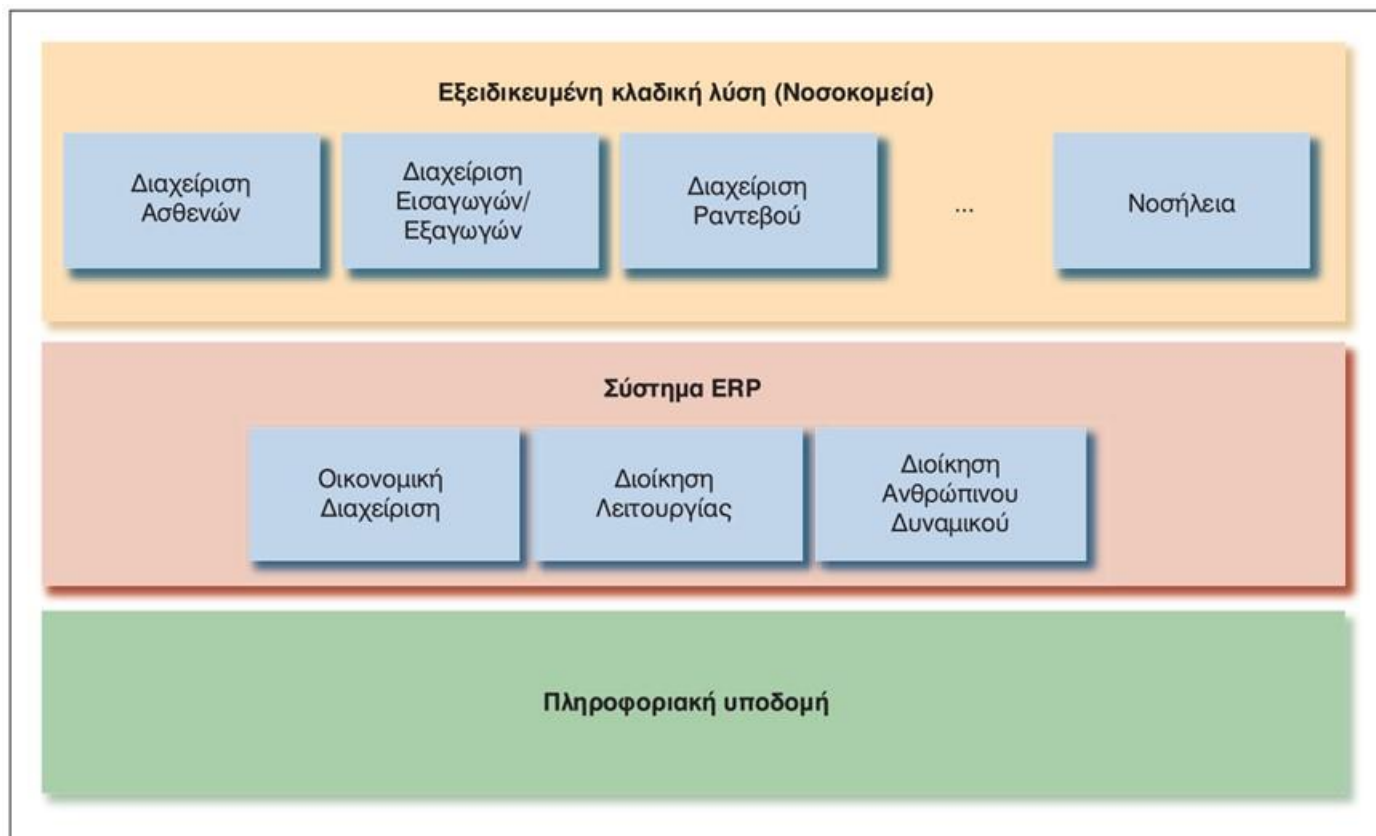 Εξειδικευμένη κλαδική λύση (Νοσοκομεία)
Διαχείριση
Ασθενών
Διαχείριση
Εισαγωγών/
Εξαγωγών
Διαχείριση
Ραντεβού
...
Νοσήλεια
Σύστημα ERP
Οικονομική
Διαχείριση
Διοίκηση
Λειτουργίας
Διοίκηση
Ανθρώπινου
Δυναμικού
Πληροφοριακή υποδομή